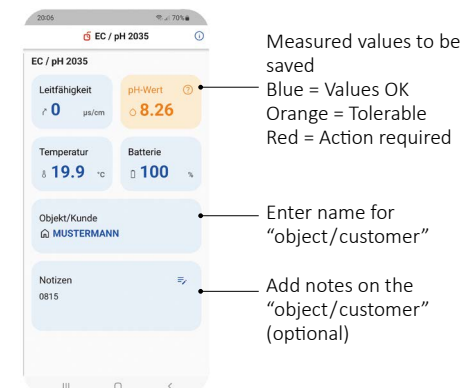 20:06 70%
EC / pH 2035
EC / pH 2035
Leitfähigkeit
0 µs/cm
pH-Wert
8.26
Temperatur
19.9 °C
Batterie
100 %
Objekt/Kunde
MUSTERMANN
Notizen
0815
Measured values to be
saved
Blue = Values OK
Orange = Tolerable
Red = Action required
Enter name for
“object/customer”
Add notes on the
“object/customer”
(optional)